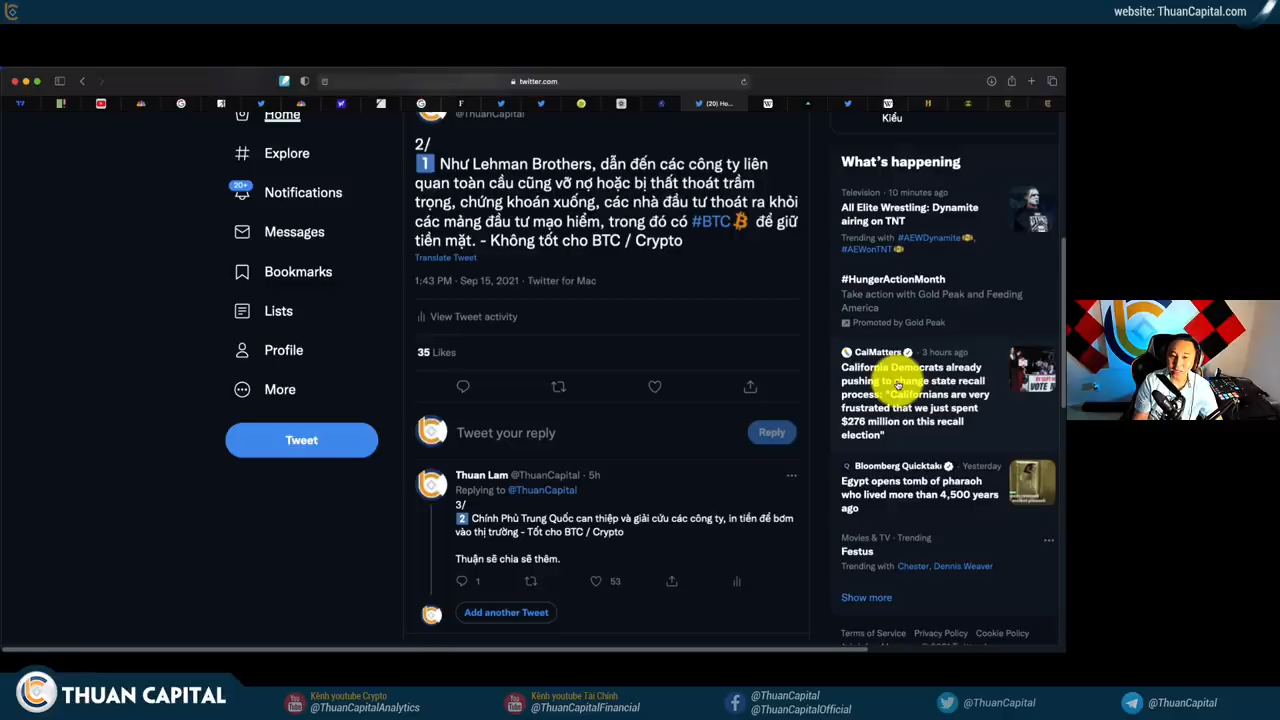 website: ThuanCapital.com
twitter.com
(20) Ho...
Home
Explore
20+
Notifications
Messages
Bookmarks
Lists
Profile
More
Tweet
@ThuanCapital
2/
1 Như Lehman Brothers, dẫn đến các công ty liên
quan toàn cầu cũng vỡ nợ hoặc bị thất thoát trầm
trọng, chứng khoán xuống, các nhà đầu tư thoát ra khỏi
các mảng đầu tư mạo hiểm, trong đó có #BTC để giữ
tiền mặt. - Không tốt cho BTC / Crypto
Translate Tweet
1:43 PM · Sep 15, 2021 · Twitter for Mac
View Tweet activity
35 Likes
Tweet your reply
Reply
Thuan Lam @ThuanCapital · 5h
Replying to @ThuanCapital
3/
2 Chính Phủ Trung Quốc can thiệp và giải cứu các công ty, in tiền để bơm
vào thị trường - Tốt cho BTC / Crypto
Thuận sẽ chia sẽ thêm.
1
53
Add another Tweet
Kiều
What's happening
Television · 10 minutes ago
All Elite Wrestling: Dynamite
airing on TNT
Trending with #AEWDynamite,
#AEWonTNT
#HungerActionMonth
Take action with Gold Peak and Feeding
America
Promoted by Gold Peak
CalMatters · 3 hours ago
California Democrats already
pushing to change state recall
process: "Californians are very
frustrated that we just spent
$276 million on this recall
election"
Bloomberg Quicktake · Yesterday
Egypt opens tomb of pharaoh
who lived more than 4,500 years
ago
Movies & TV · Trending
Festus
Trending with Chester, Dennis Weaver
Show more
Terms of Service Privacy Policy Cookie Policy
THUAN CAPITAL
Kênh youtube Crypto
@ThuanCapitalAnalytics
Kênh youtube Tài Chính
@ThuanCapitalFinancial
@ThuanCapital
@ThuanCapitalOfficial
@ThuanCapital
@ThuanCapital